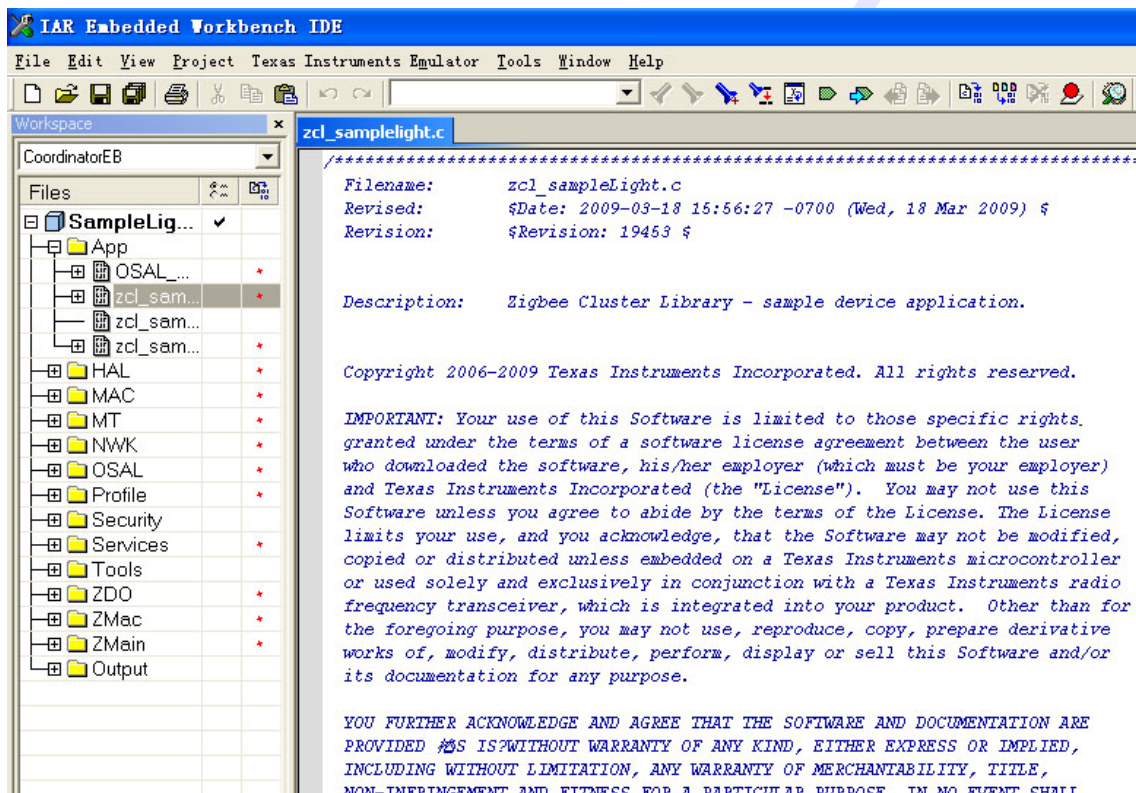 IAR Embedded Workbench IDE
File Edit View Project Texas Instruments Emulator Tools Window Help
Workspace
CoordinatorEB
Files
SampleLig...
App
OSAL_...
zcl_sam...
zcl_sam...
zcl_sam...
HAL
MAC
MT
NWK
OSAL
Profile
Security
Services
Tools
ZDO
ZMac
ZMain
Output
zcl_samplelight.c
/******************************************************************************
Filename: zcl_sampleLight.c
Revised: $Date: 2009-03-18 15:56:27 -0700 (Wed, 18 Mar 2009) $
Revision: $Revision: 19453 $
Description: Zigbee Cluster Library - sample device application.
Copyright 2006-2009 Texas Instruments Incorporated. All rights reserved.
IMPORTANT: Your use of this Software is limited to those specific rights
granted under the terms of a software license agreement between the user
who downloaded the software, his/her employer (which must be your employer)
and Texas Instruments Incorporated (the "License"). You may not use this
Software unless you agree to abide by the terms of the License. The License
limits your use, and you acknowledge, that the Software may not be modified,
copied or distributed unless embedded on a Texas Instruments microcontroller
or used solely and exclusively in conjunction with a Texas Instruments radio
frequency transceiver, which is integrated into your product. Other than for
the foregoing purpose, you may not use, reproduce, copy, prepare derivative
works of, modify, distribute, perform, display or sell this Software and/or
its documentation for any purpose.
YOU FURTHER ACKNOWLEDGE AND AGREE THAT THE SOFTWARE AND DOCUMENTATION ARE
PROVIDED IS?WITHOUT WARRANTY OF ANY KIND, EITHER EXPRESS OR IMPLIED,
INCLUDING WITHOUT LIMITATION, ANY WARRANTY OF MERCHANTABILITY, TITLE,
NON-INFRINGEMENT AND FITNESS FOR A PARTICULAR PURPOSE. IN NO EVENT SHALL